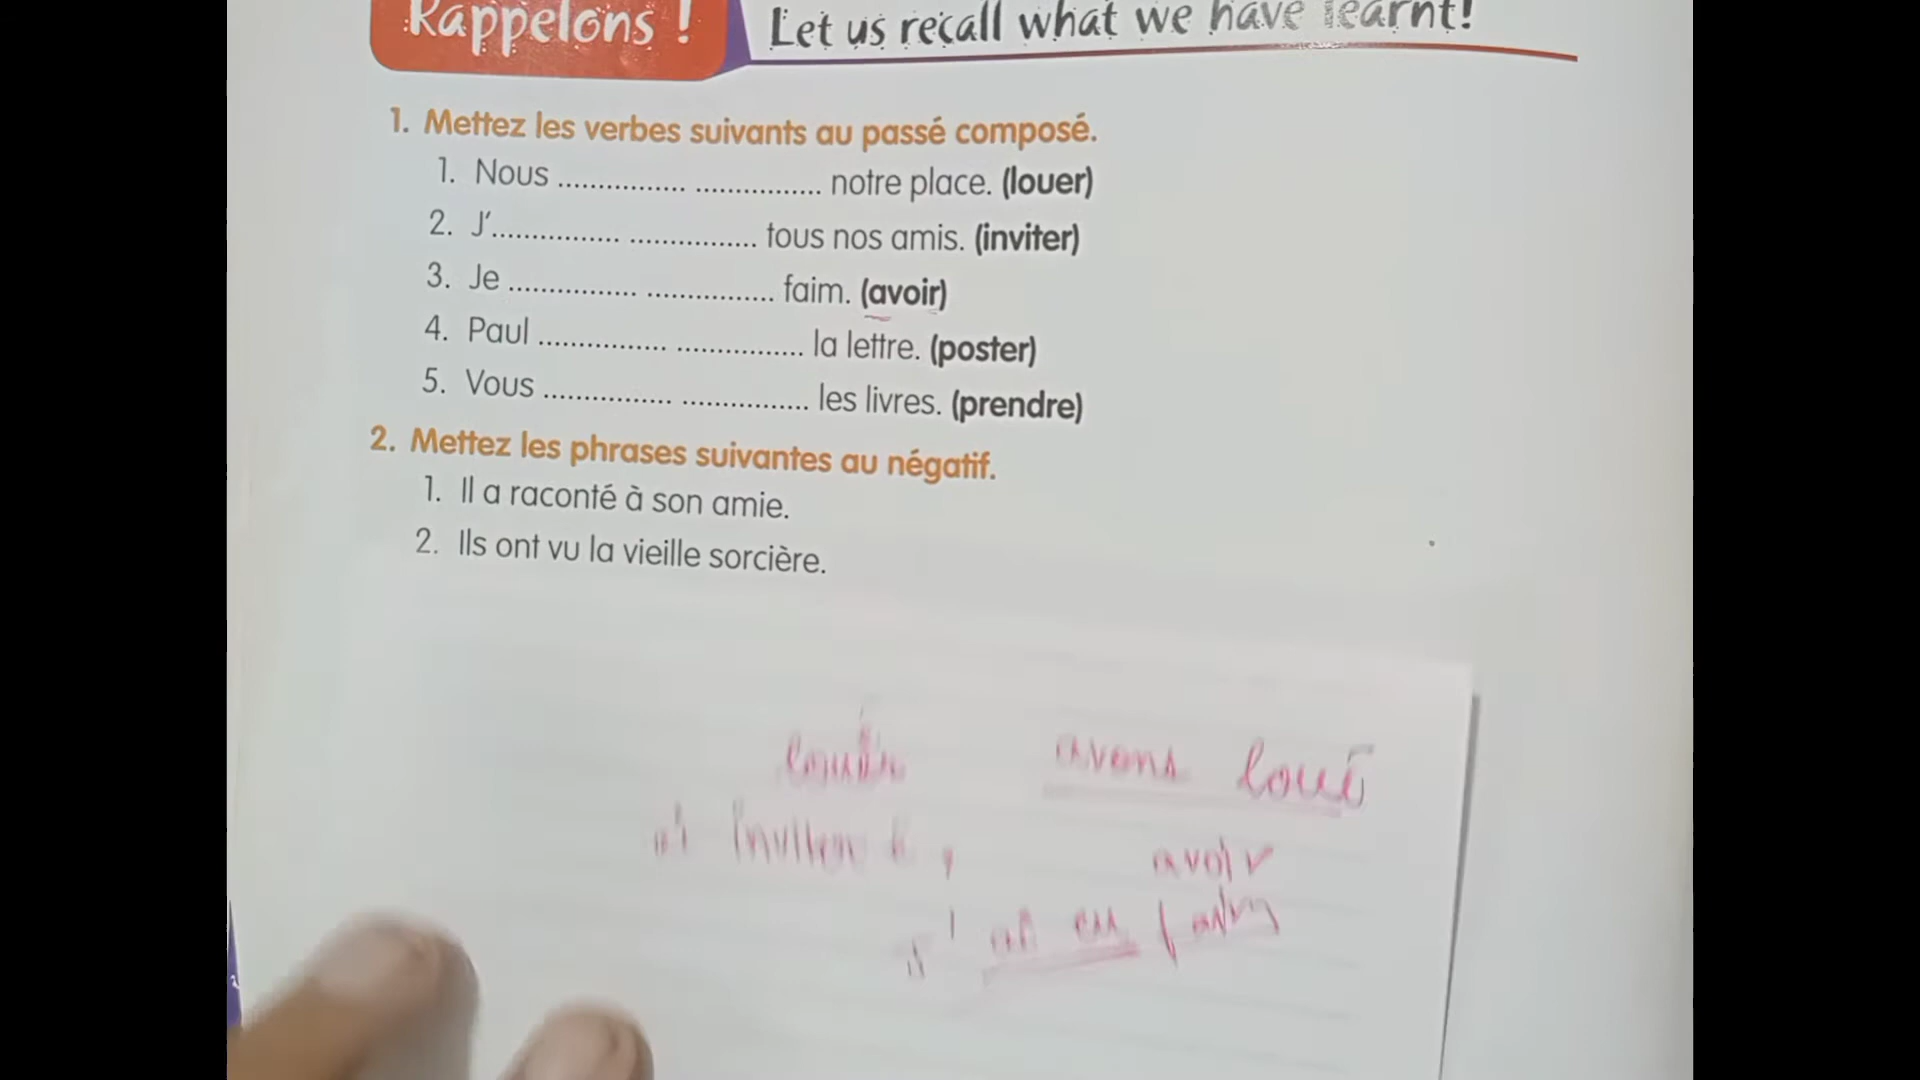 Rappelons !
Let us recall what we have learnt!
1. Mettez les verbes suivants au passé composé.
1. Nous ................ ................ notre place. (louer)
2. J'................ ................ tous nos amis. (inviter)
3. Je ................ ................ faim. (avoir)
4. Paul ................ ................ la lettre. (poster)
5. Vous ................ ................ les livres. (prendre)
2. Mettez les phrases suivantes au négatif.
1. Il a raconté à son amie.
2. Ils ont vu la vieille sorcière.
avons loué
avoir
ai eu